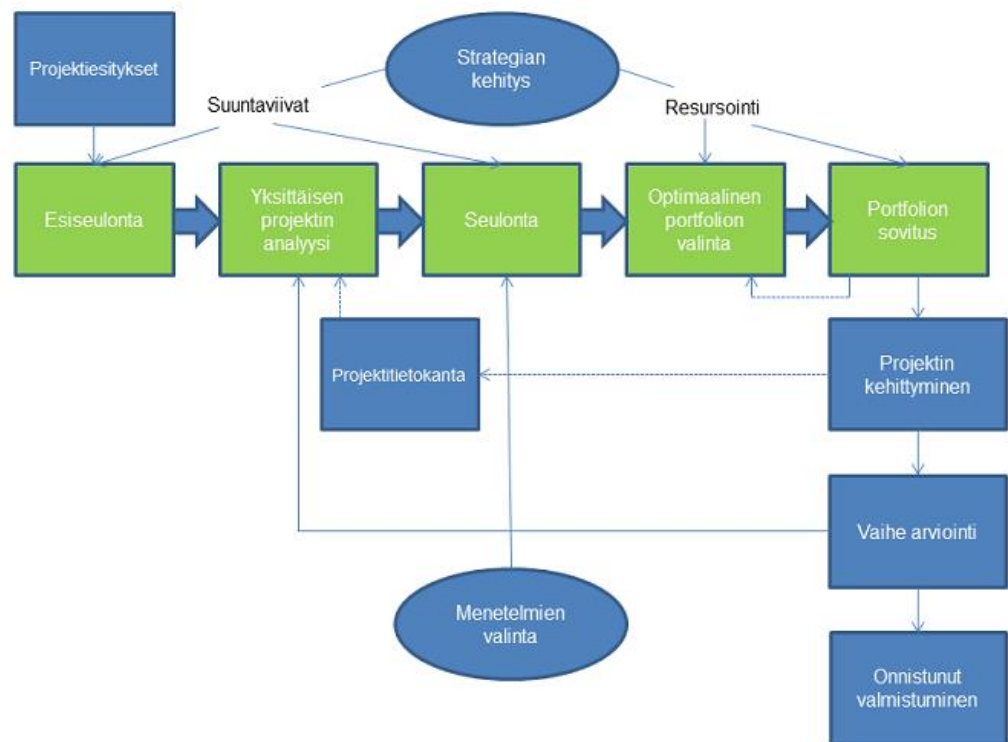 Projektiesitykset
Strategian
kehitys
Suuntaviivat
Resursointi
Esiseulonta
Yksittäisen
projektin
analyysi
Seulonta
Optimaalinen
portfolion
valinta
Portfolion
sovitus
Projektitietokanta
Projektin
kehittyminen
Vaihe arviointi
Menetelmien
valinta
Onnistunut
valmistuminen